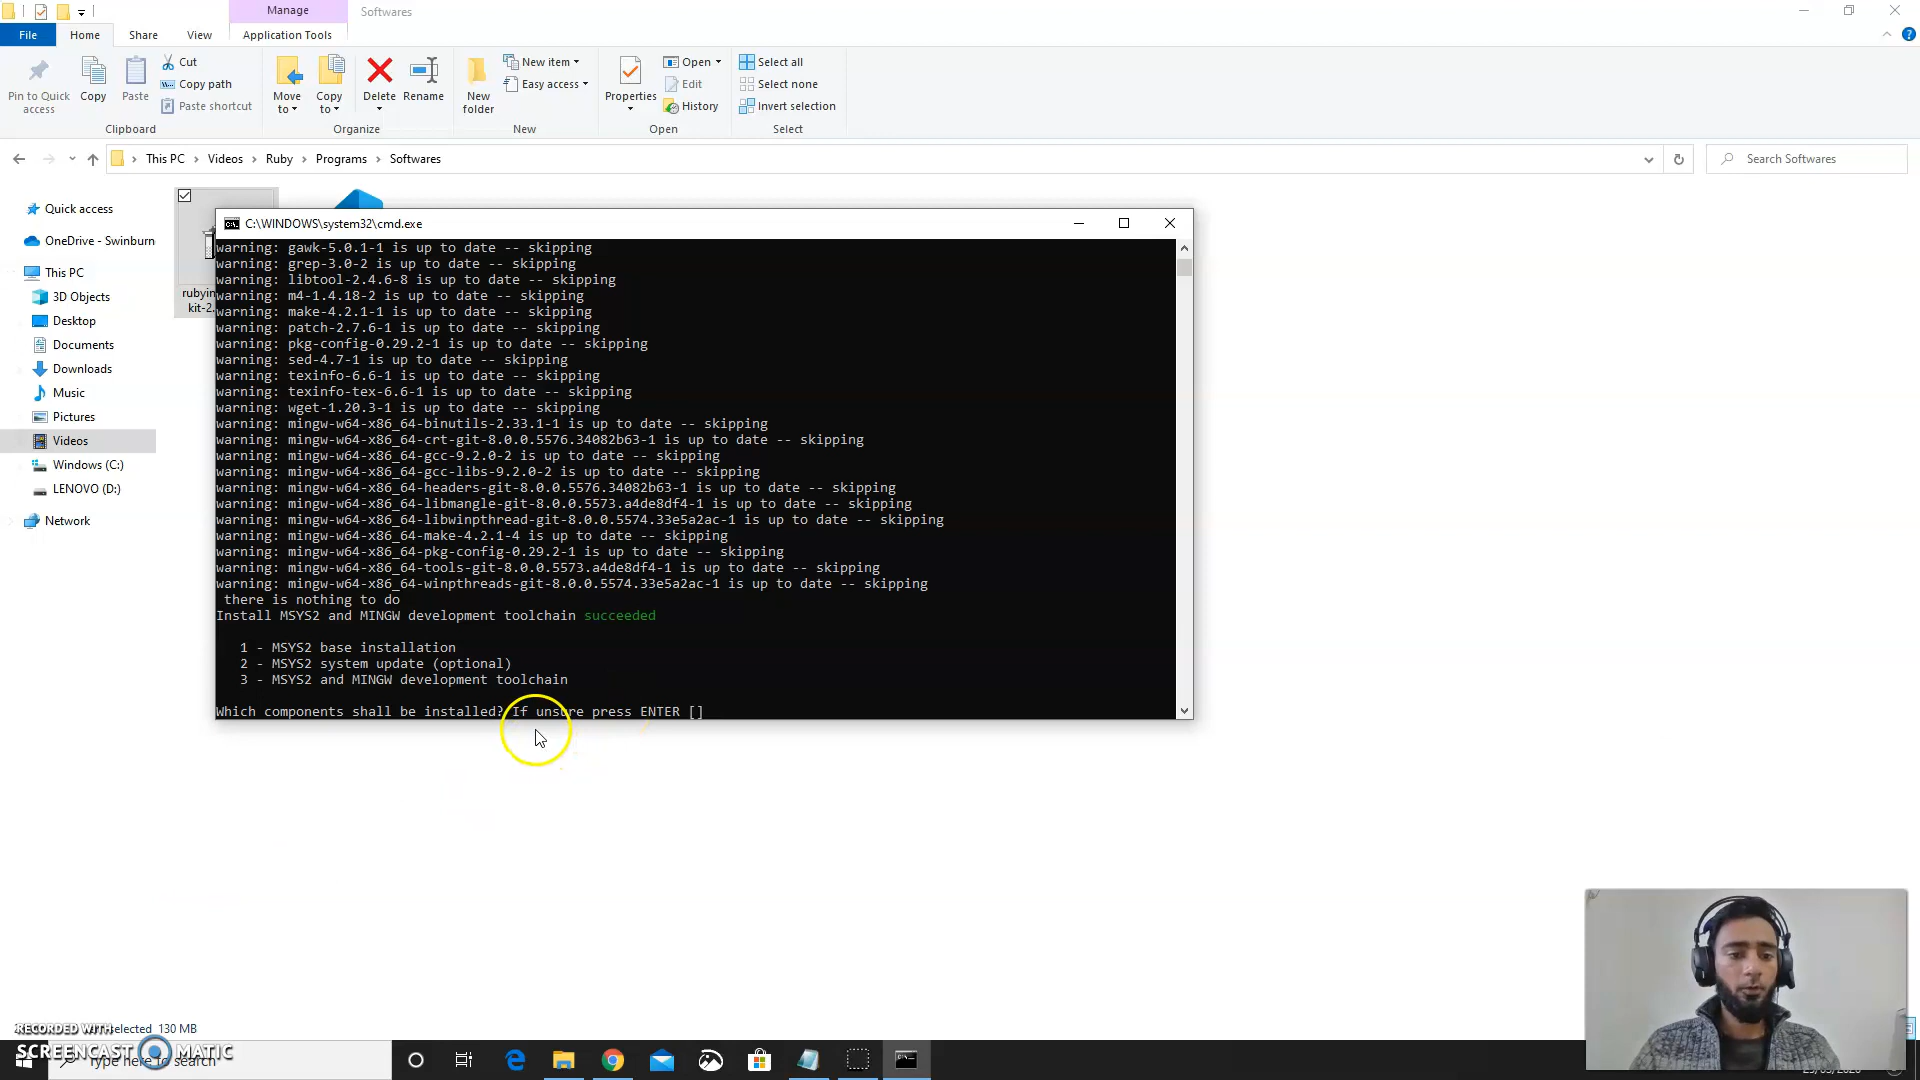 Manage
Softwares
File
Home
Share
View
Application Tools
Pin to Quick access
Copy
Paste
Cut
Copy path
Paste shortcut
Clipboard
Move to
Copy to
Delete
Rename
Organize
New folder
New item
Easy access
New
Properties
Open
Edit
History
Open
Select all
Select none
Invert selection
Select
This PC
Videos
Ruby
Programs
Softwares
Search Softwares
Quick access
OneDrive - Swinburn
This PC
3D Objects
Desktop
Documents
Downloads
Music
Pictures
Videos
Windows (C:)
LENOVO (D:)
Network
rubyin
kit-2.
C:\WINDOWS\system32\cmd.exe
warning: gawk-5.0.1-1 is up to date -- skipping
warning: grep-3.0-2 is up to date -- skipping
warning: libtool-2.4.6-8 is up to date -- skipping
warning: m4-1.4.18-2 is up to date -- skipping
warning: make-4.2.1-1 is up to date -- skipping
warning: patch-2.7.6-1 is up to date -- skipping
warning: pkg-config-0.29.2-1 is up to date -- skipping
warning: sed-4.7-1 is up to date -- skipping
warning: texinfo-6.6-1 is up to date -- skipping
warning: texinfo-tex-6.6-1 is up to date -- skipping
warning: wget-1.20.3-1 is up to date -- skipping
warning: mingw-w64-x86_64-binutils-2.33.1-1 is up to date -- skipping
warning: mingw-w64-x86_64-crt-git-8.0.0.5576.34082b63-1 is up to date -- skipping
warning: mingw-w64-x86_64-gcc-9.2.0-2 is up to date -- skipping
warning: mingw-w64-x86_64-gcc-libs-9.2.0-2 is up to date -- skipping
warning: mingw-w64-x86_64-headers-git-8.0.0.5576.34082b63-1 is up to date -- skipping
warning: mingw-w64-x86_64-libmangle-git-8.0.0.5573.a4de8df4-1 is up to date -- skipping
warning: mingw-w64-x86_64-libwinpthread-git-8.0.0.5574.33e5a2ac-1 is up to date -- skipping
warning: mingw-w64-x86_64-make-4.2.1-4 is up to date -- skipping
warning: mingw-w64-x86_64-pkg-config-0.29.2-1 is up to date -- skipping
warning: mingw-w64-x86_64-tools-git-8.0.0.5573.a4de8df4-1 is up to date -- skipping
warning: mingw-w64-x86_64-winpthreads-git-8.0.0.5574.33e5a2ac-1 is up to date -- skipping
there is nothing to do
Install MSYS2 and MINGW development toolchain succeeded
1 - MSYS2 base installation
2 - MSYS2 system update (optional)
3 - MSYS2 and MINGW development toolchain
Which components shall be installed? If unsure press ENTER []
selected 130 MB
RECORDED WITH
SCREENCAST MATIC
Type here to search